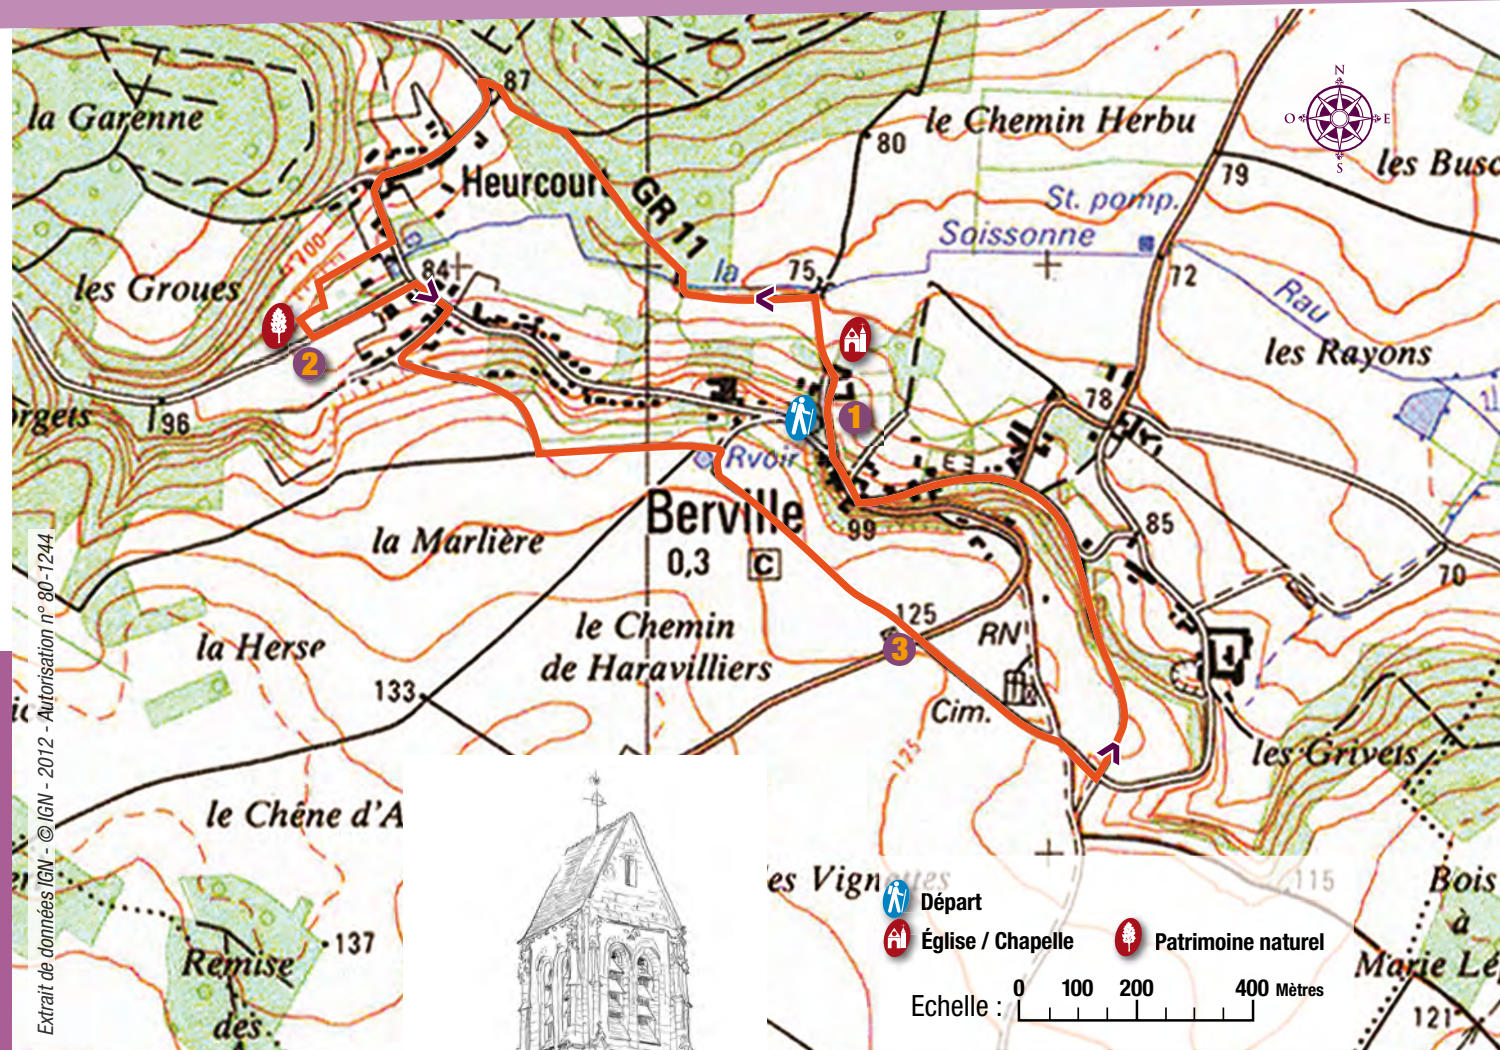 la Garenne
87
le Chemin Herbu
80
N
O
E
S
les Busc
79
Heurcourt
GR 11
St. pomp.
Soissonne
100
84
la
75
72
les Groues
Rau
les Rayons
2
1
78
96
Rvoir
Berville
0,3
C
99
85
70
la Marlière
la Herse
le Chemin
de Haravilliers
125
3
RN
133
Cim.
125
les Grivets
le Chêne d'A
137
Remise
des
115
Bois
à
Marie Le
121
Départ
Église / Chapelle
Patrimoine naturel
Echelle :
0 100 200 400 Mètres
Extrait de données IGN - © IGN - 2012 - Autorisation n° 80-1244